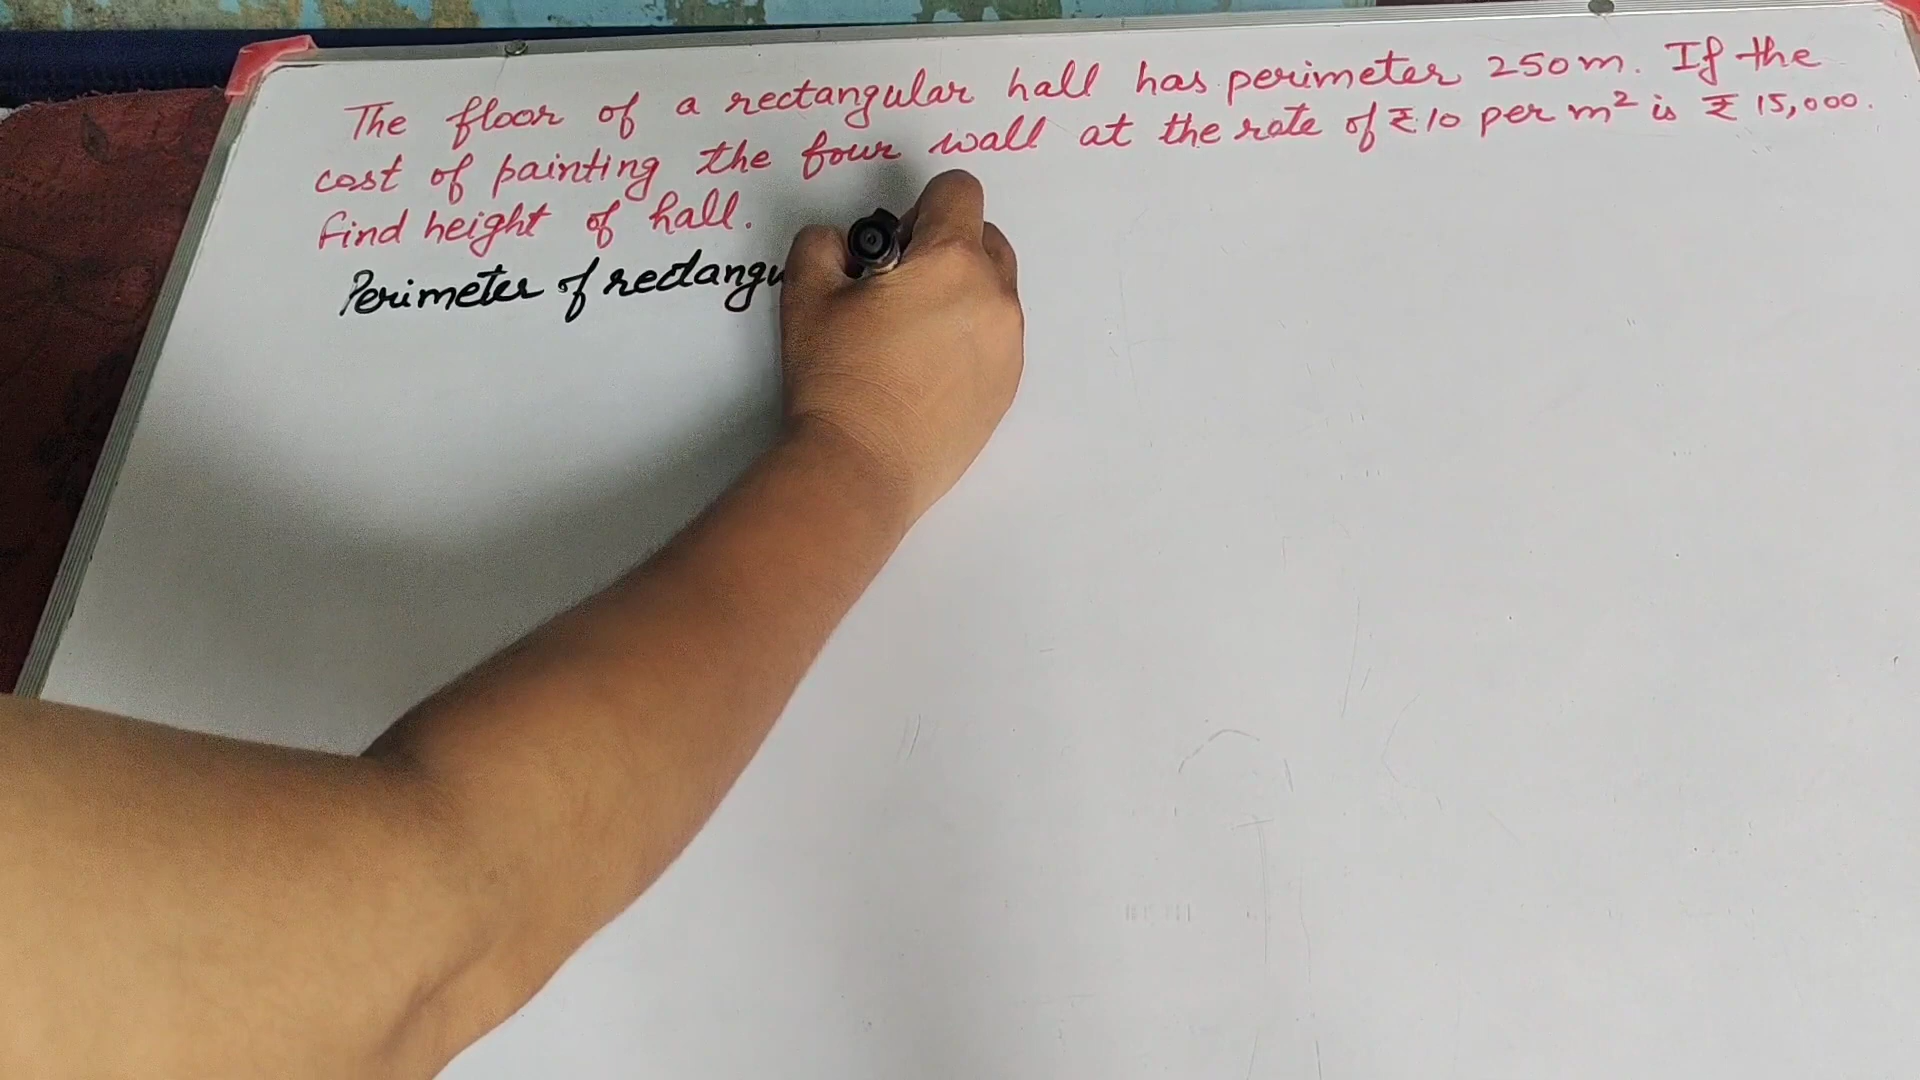 The floor of a rectangular hall has perimeter 250m. If the
cost of painting the four wall at the rate of ₹10 per m² is ₹ 15,000.
find height of hall.
Perimeter of rectangu